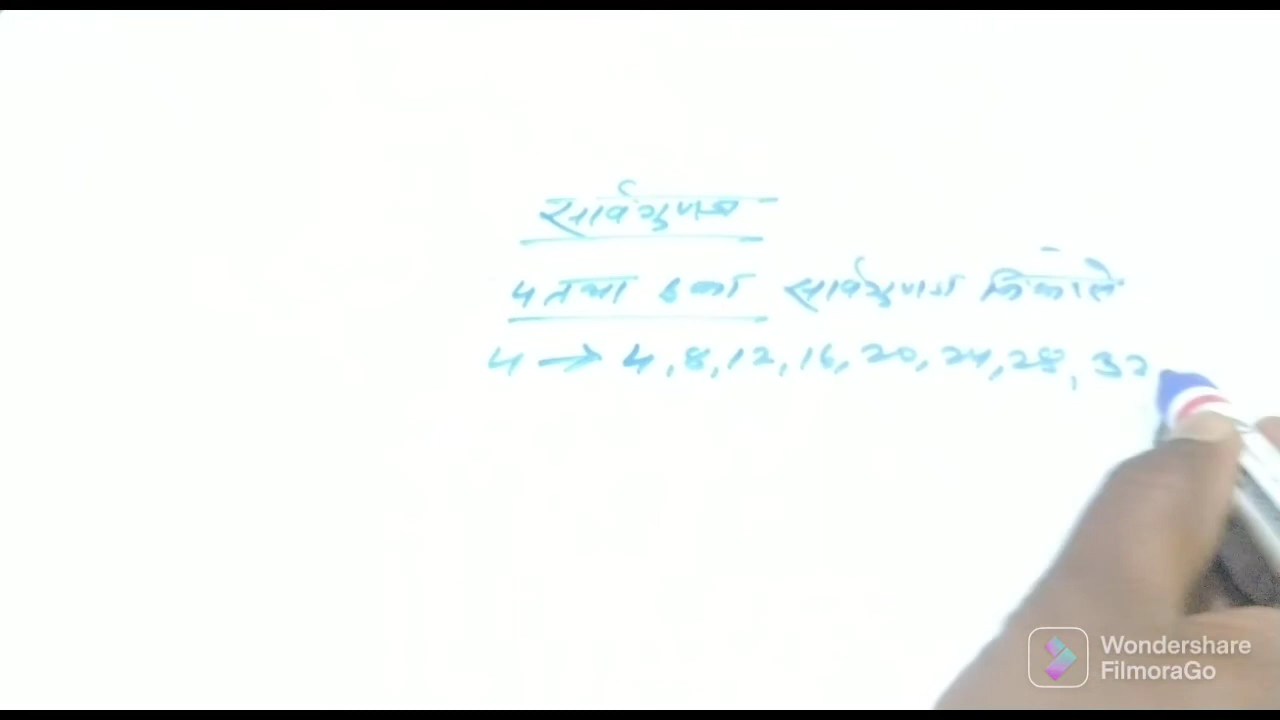 सार्वगुणज
4 तथा 6 का सार्वगुणज निकाले
4 → 4, 8, 12, 16, 20, 24, 28, 32
Wondershare
FilmoraGo